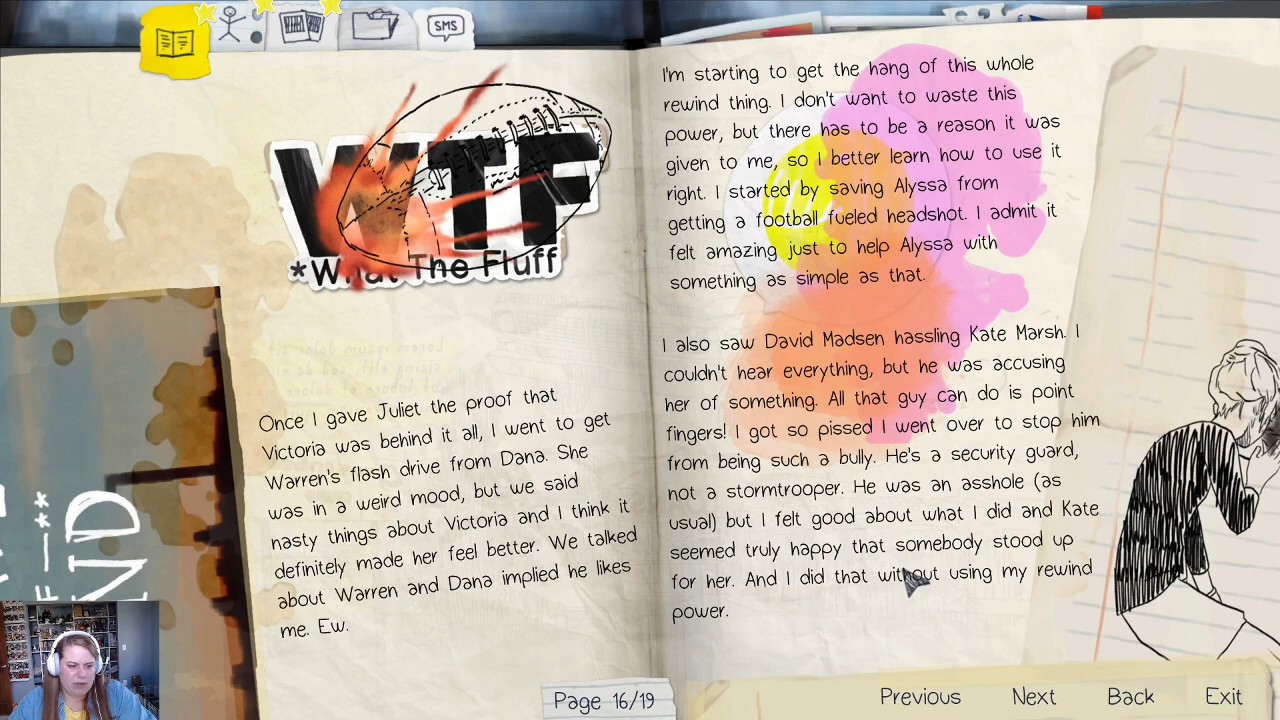 SMS
WTF
*What The Fluff
Once I gave Juliet the proof that
Victoria was behind it all, I went to get
Warren's flash drive from Dana. She
was in a weird mood, but we said
nasty things about Victoria and I think it
definitely made her feel better. We talked
about Warren and Dana implied he likes
me. Ew.
I'm starting to get the hang of this whole
rewind thing. I don't want to waste this
power, but there has to be a reason it was
given to me, so I better learn how to use it
right. I started by saving Alyssa from
getting a football fueled headshot. I admit it
felt amazing just to help Alyssa with
something as simple as that.
I also saw David Madsen hassling Kate Marsh. I
couldn't hear everything, but he was accusing
her of something. All that guy can do is point
fingers! I got so pissed I went over to stop him
from being such a bully. He's a security guard,
not a stormtrooper. He was an asshole (as
usual) but I felt good about what I did and Kate
seemed truly happy that somebody stood up
for her. And I did that without using my rewind
power.
Page 16/19
Previous
Next
Back
Exit